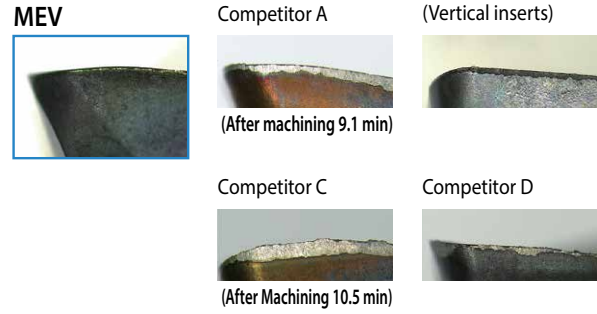 MEV
Competitor A
(Vertical inserts)
(After machining 9.1 min)
Competitor C
Competitor D
(After Machining 10.5 min)